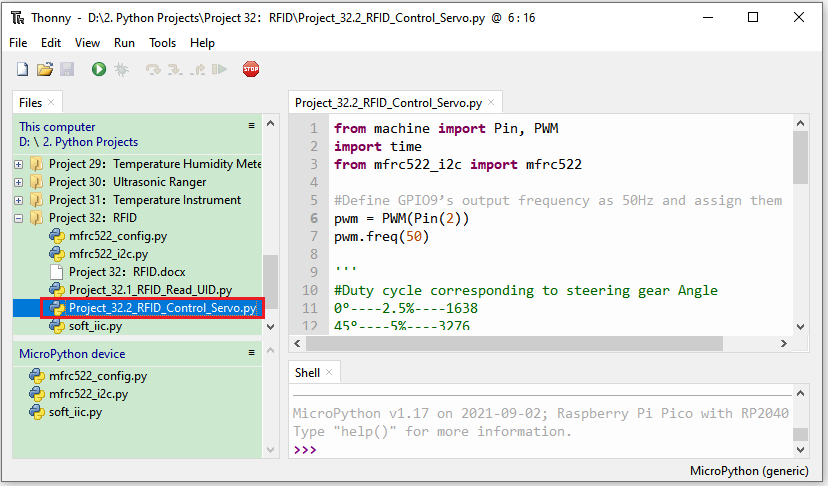 Thonny - D:\2. Python Projects\Project 32: RFID\Project_32.2_RFID_Control_Servo.py @ 6 : 16
File Edit View Run Tools Help
STOP
Files ×
This computer
D: \ 2. Python Projects
Project 29: Temperature Humidity Mete
Project 30: Ultrasonic Ranger
Project 31: Temperature Instrument
Project 32: RFID
mfrc522_config.py
mfrc522_i2c.py
Project 32: RFID.docx
Project_32.1_RFID_Read_UID.py
Project_32.2_RFID_Control_Servo.py
soft_iic.py
MicroPython device
mfrc522_config.py
mfrc522_i2c.py
soft_iic.py
Project_32.2_RFID_Control_Servo.py ×
1 from machine import Pin, PWM
2 import time
3 from mfrc522_i2c import mfrc522
4
5 #Define GPIO9’s output frequency as 50Hz and assign them
6 pwm = PWM(Pin(2))
7 pwm.freq(50)
8
9 '''
10 #Duty cycle corresponding to steering gear Angle
11 0°----2.5%----1638
12 45°----5%----3276
Shell ×
MicroPython v1.17 on 2021-09-02; Raspberry Pi Pico with RP2040
Type "help()" for more information.
>>>
MicroPython (generic)